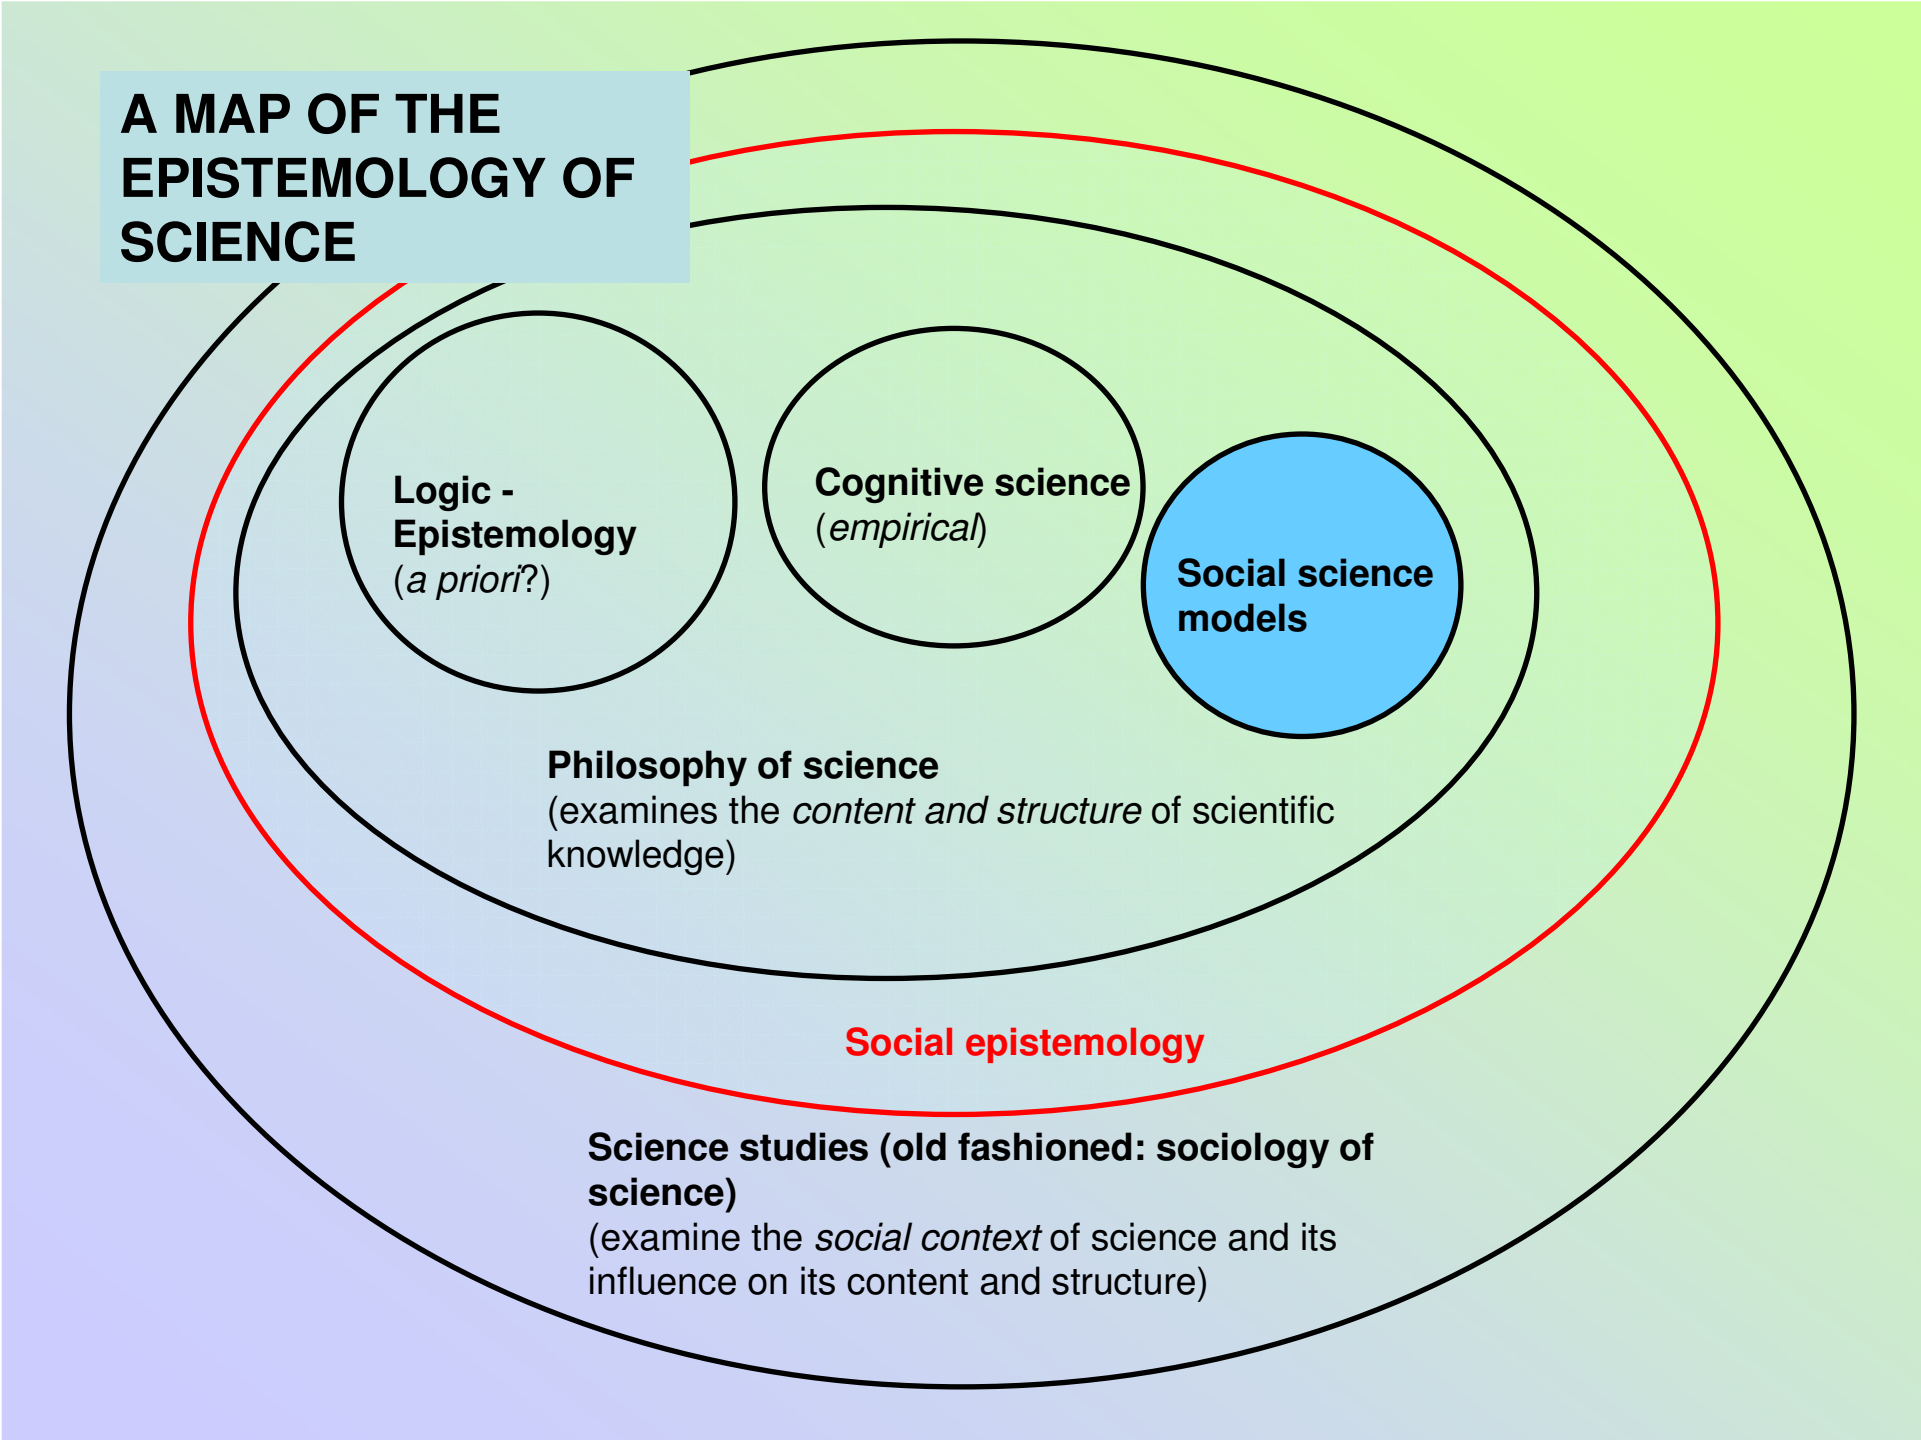 A MAP OF THE
EPISTEMOLOGY OF
SCIENCE
Logic -
Epistemology
(a priori?)
Cognitive science
(empirical)
Social science
models
Philosophy of science
(examines the content and structure of scientific
knowledge)
Social epistemology
Science studies (old fashioned: sociology of
science)
(examine the social context of science and its
influence on its content and structure)